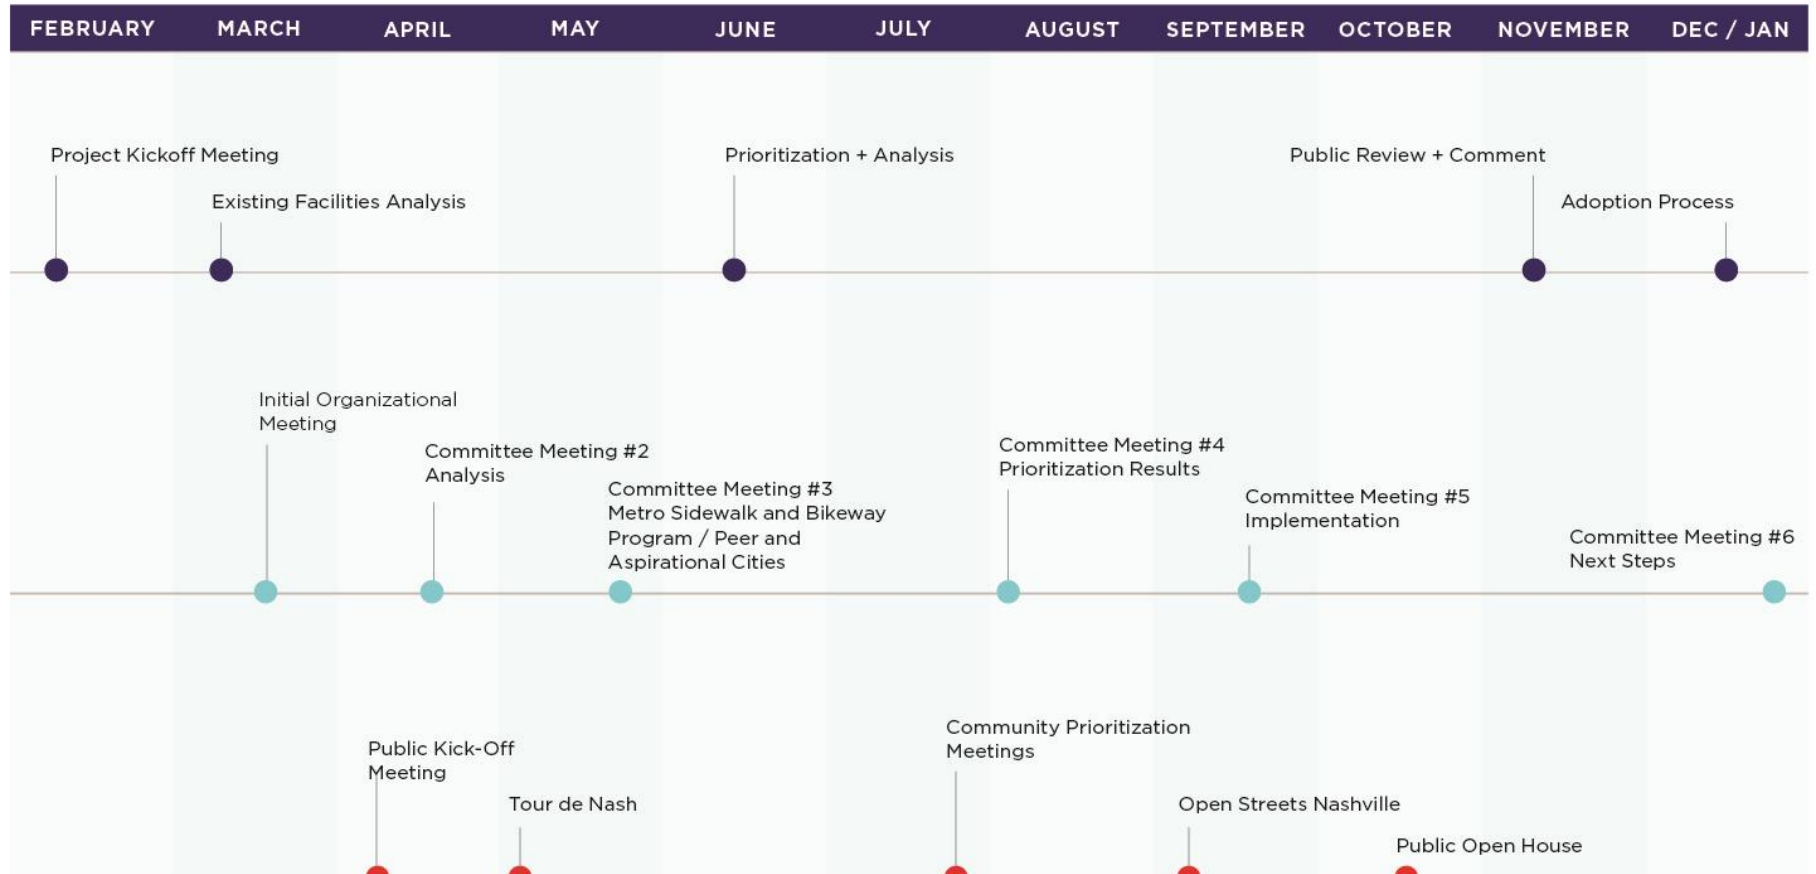 FEBRUARY MARCH APRIL MAY JUNE JULY AUGUST SEPTEMBER OCTOBER NOVEMBER DEC / JAN
Project Kickoff Meeting
Existing Facilities Analysis
Prioritization + Analysis
Public Review + Comment
Adoption Process
Initial Organizational
Meeting
Committee Meeting #2
Analysis
Committee Meeting #3
Metro Sidewalk and Bikeway
Program / Peer and
Aspirational Cities
Committee Meeting #4
Prioritization Results
Committee Meeting #5
Implementation
Committee Meeting #6
Next Steps
Public Kick-Off
Meeting
Tour de Nash
Community Prioritization
Meetings
Open Streets Nashville
Public Open House